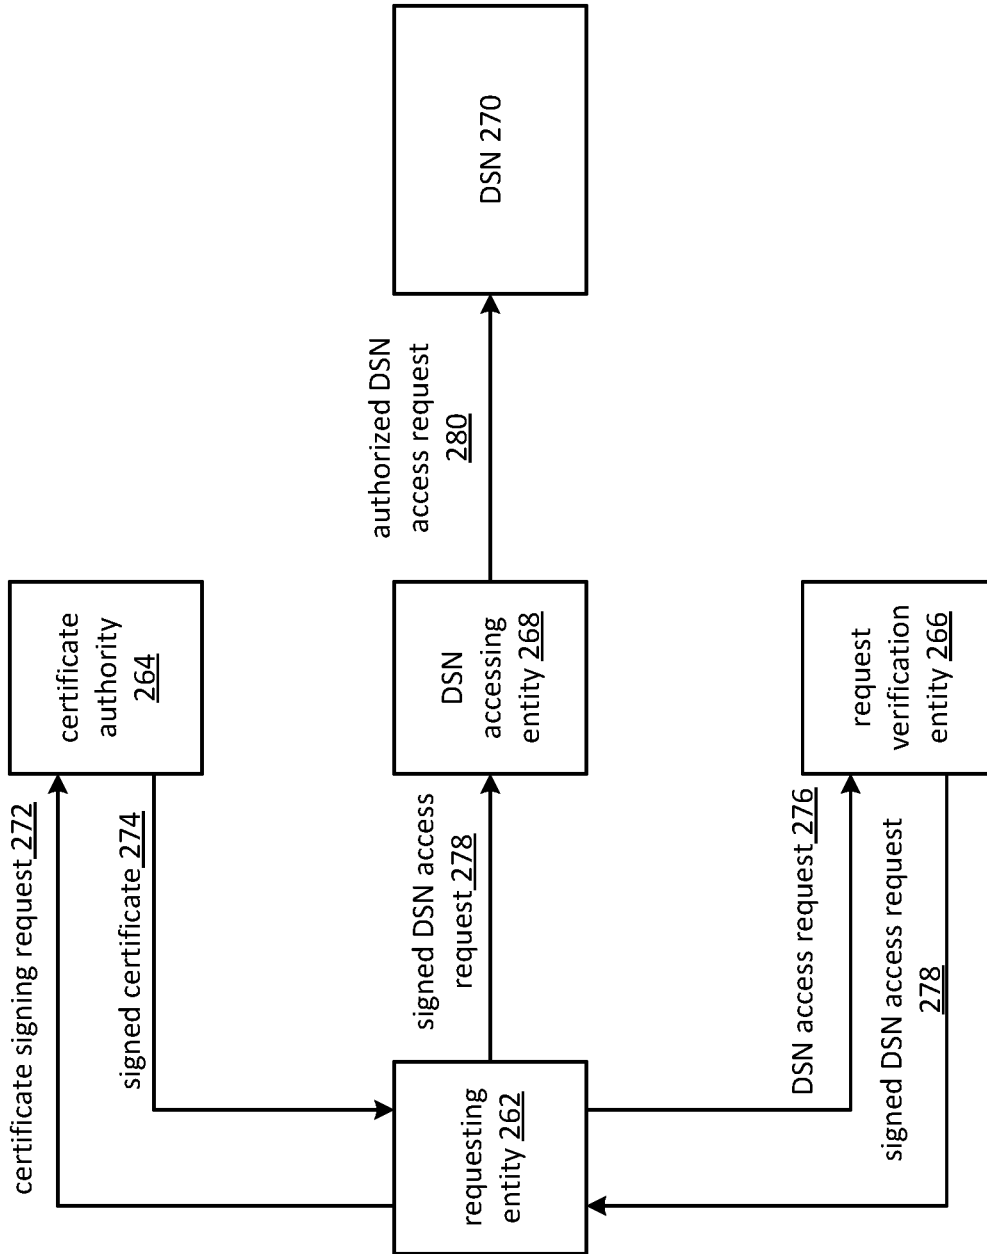 certificate signing request 272
signed certificate 274
certificate
authority
264
requesting
entity 262
signed DSN access
request 278
DSN
accessing
entity 268
authorized DSN
access request
280
DSN 270
DSN access request 276
signed DSN access request
278
request
verification
entity 266